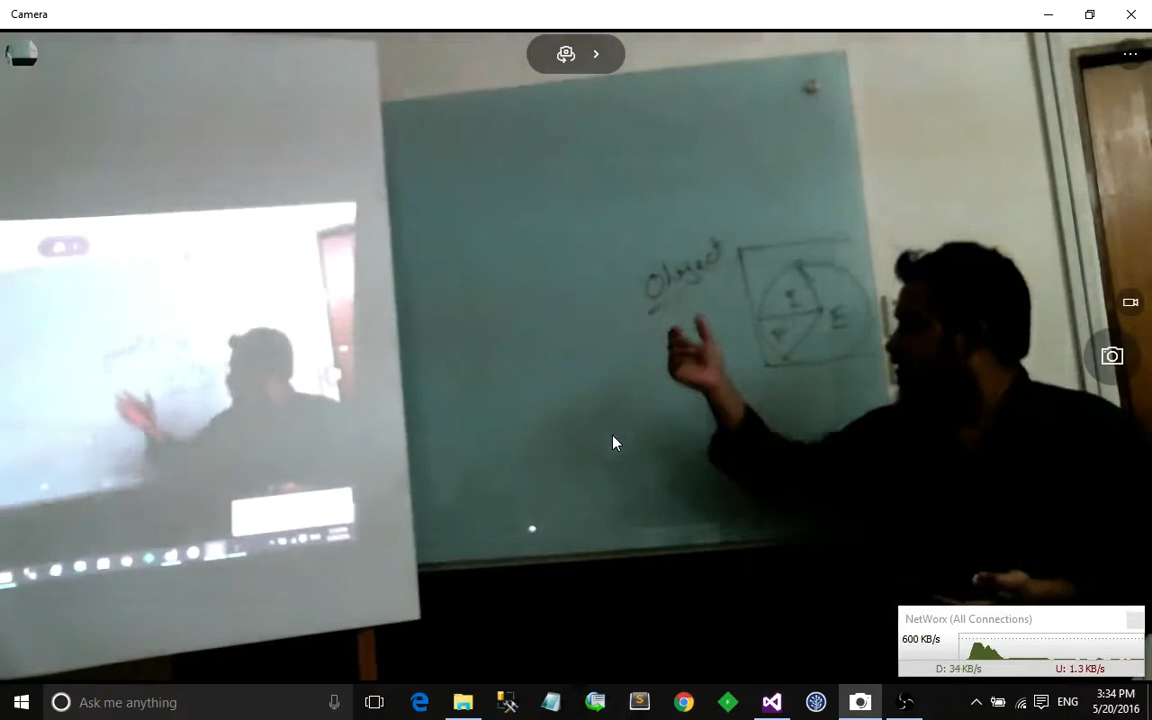 Camera
Object
I
E
P
NetWorx (All Connections)
600 KB/s
D: 34 KB/s
U: 1.3 KB/s
Ask me anything
ENG
3:34 PM
5/20/2016